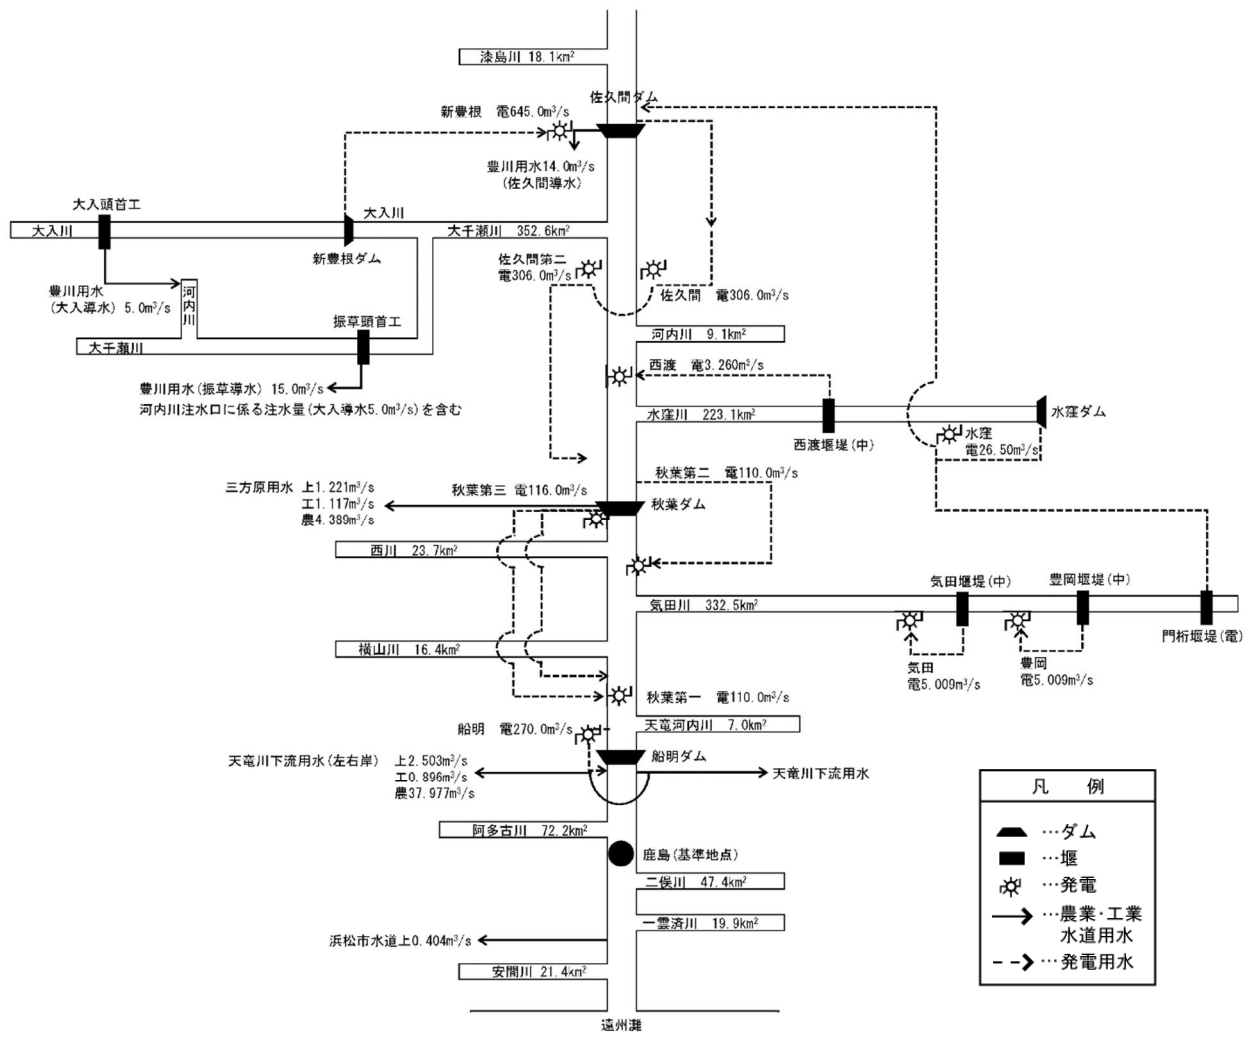 漆島川 18.1km²
佐久間ダム
新豊根 電645.0m³/s
豊川用水14.0m³/s
(佐久間導水)
大入頭首工
大入川
大入川
大千瀬川 352.6km²
新豊根ダム
佐久間第二
電306.0m³/s
佐久間 電306.0m³/s
豊川用水
(大入導水) 5.0m³/s
河内川
振草頭首工
大千瀬川
河内川 9.1km²
西渡 電3.260m³/s
豊川用水(振草導水) 15.0m³/s
河内川注水口に係る注水量(大入導水5.0m³/s)を含む
水窪川 223.1km²
水窪ダム
西渡堰堤(中)
水窪
電26.50m³/s
秋葉第二 電110.0m³/s
三方原用水 上1.221m³/s
工1.117m³/s
農4.389m³/s
秋葉第三 電116.0m³/s
秋葉ダム
西川 23.7km²
気田堰堤(中)
豊岡堰堤(中)
気田川 332.5km²
門桁堰堤(電)
横山川 16.4km²
気田
電5.009m³/s
豊岡
電5.009m³/s
秋葉第一 電110.0m³/s
船明 電270.0m³/s
天竜河内川 7.0km²
天竜川下流用水(左右岸) 上2.503m³/s
工0.896m³/s
農37.977m³/s
船明ダム
天竜川下流用水
阿多古川 72.2km²
鹿島(基準地点)
二俣川 47.4km²
一雲済川 19.9km²
浜松市水道上0.404m³/s
安間川 21.4km²
遠州灘
凡 例
…ダム
…堰
…発電
…農業・工業
水道用水
…発電用水